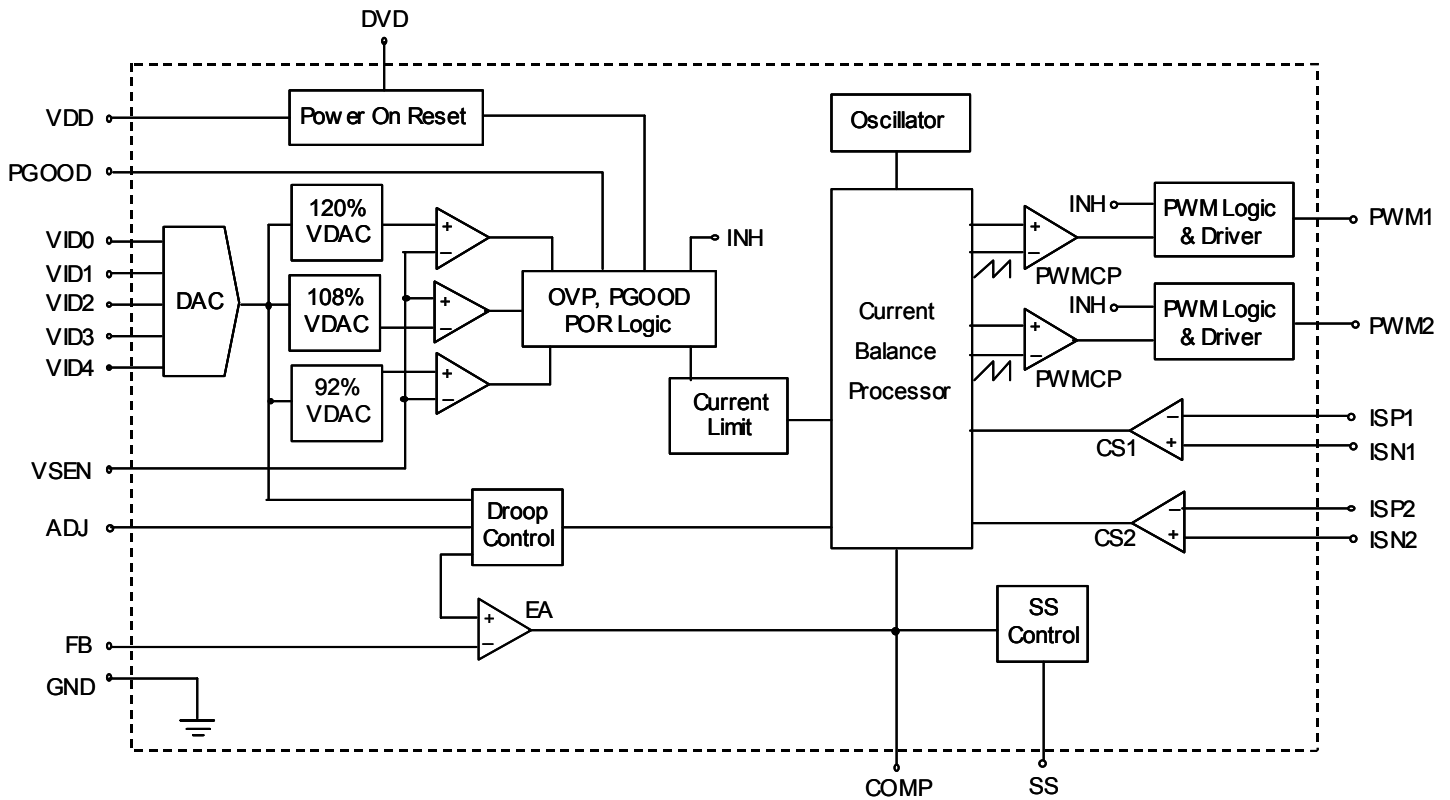 DVD
VDD
Power On Reset
Oscillator
PGOOD
120%
VDAC
+
−
INH
INH
PWM Logic
& Driver
PWM1
+
−
PWMCP
VID0
VID1
VID2
VID3
VID4
DAC
108%
VDAC
+
−
OVP, PGOOD
POR Logic
Current
Balance
Processor
INH
PWM Logic
& Driver
PWM2
+
−
PWMCP
92%
VDAC
+
−
Current
Limit
CS1
−
+
ISP1
ISN1
VSEN
ADJ
Droop
Control
CS2
−
+
ISP2
ISN2
EA
+
−
SS
Control
FB
GND
COMP
SS